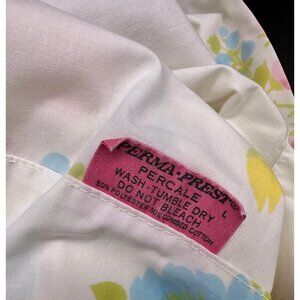 PERMA·PREST® L
PERCALE
WASH-TUMBLE DRY
DO NOT BLEACH
50% POLYESTER 50% COMBED COTTON